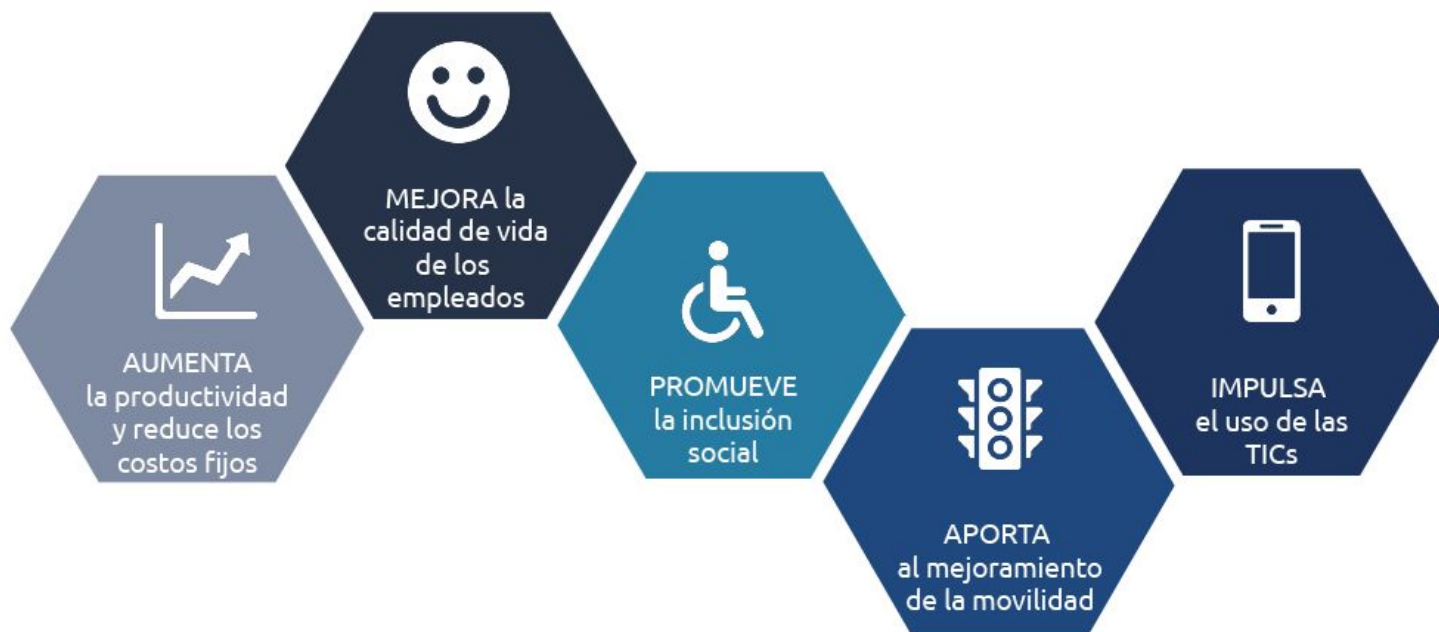 AUMENTA
la productividad
y reduce los
costos fijos
MEJORA la
calidad de vida
de los
empleados
PROMUEVE
la inclusión
social
APORTA
al mejoramiento
de la movilidad
IMPULSA
el uso de las
TICs